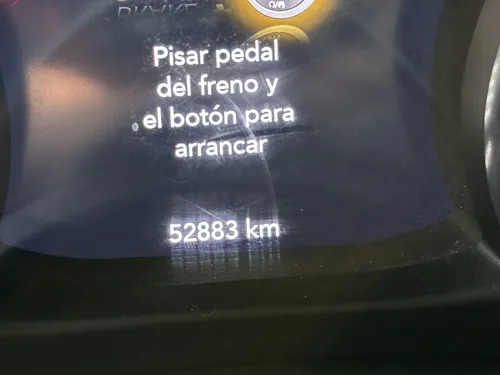 Pisar pedal
del freno y
el botón para
arrancar
52883 km